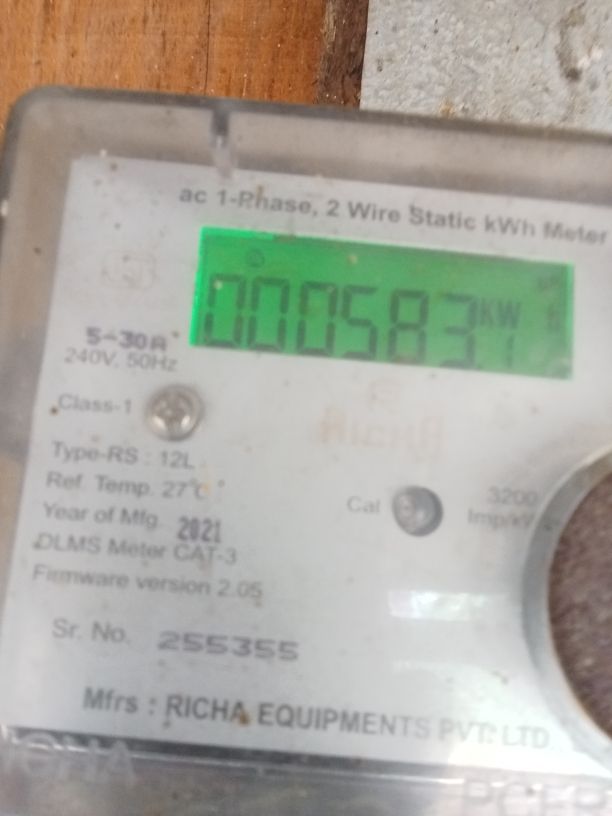 ac 1-Phase, 2 Wire Static kWh Meter
000583.1 kW
5-30A
240V, 50Hz
Class-1
Type-RS : 12L
Ref. Temp. 27°C
Cal
3200
Year of Mfg. 2021
DLMS Meter CAT-3
Firmware version 2.05
Sr. No. 255355
Mfrs : RICHA EQUIPMENTS PVT. LTD